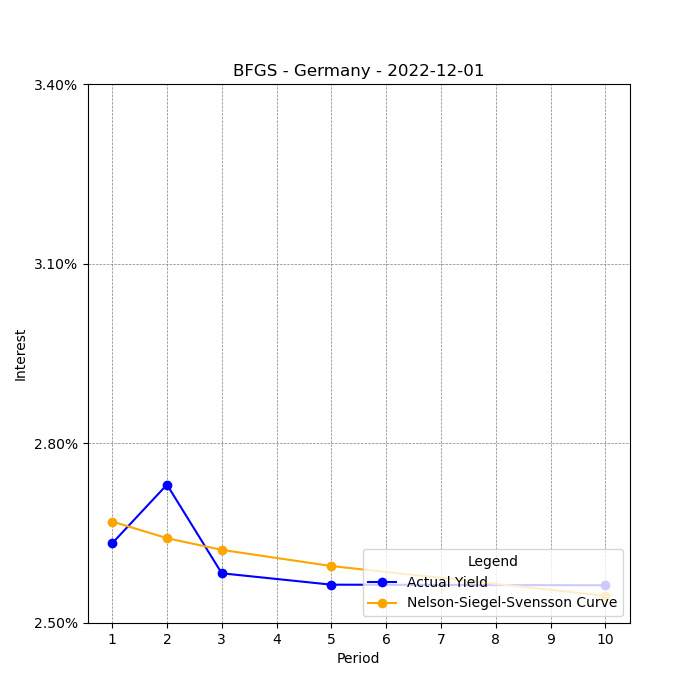 BFGS - Germany - 2022-12-01
3.40%
3.10%
2.80%
2.50%
Interest
1 2 3 4 5 6 7 8 9 10
Period
Legend
Actual Yield
Nelson-Siegel-Svensson Curve